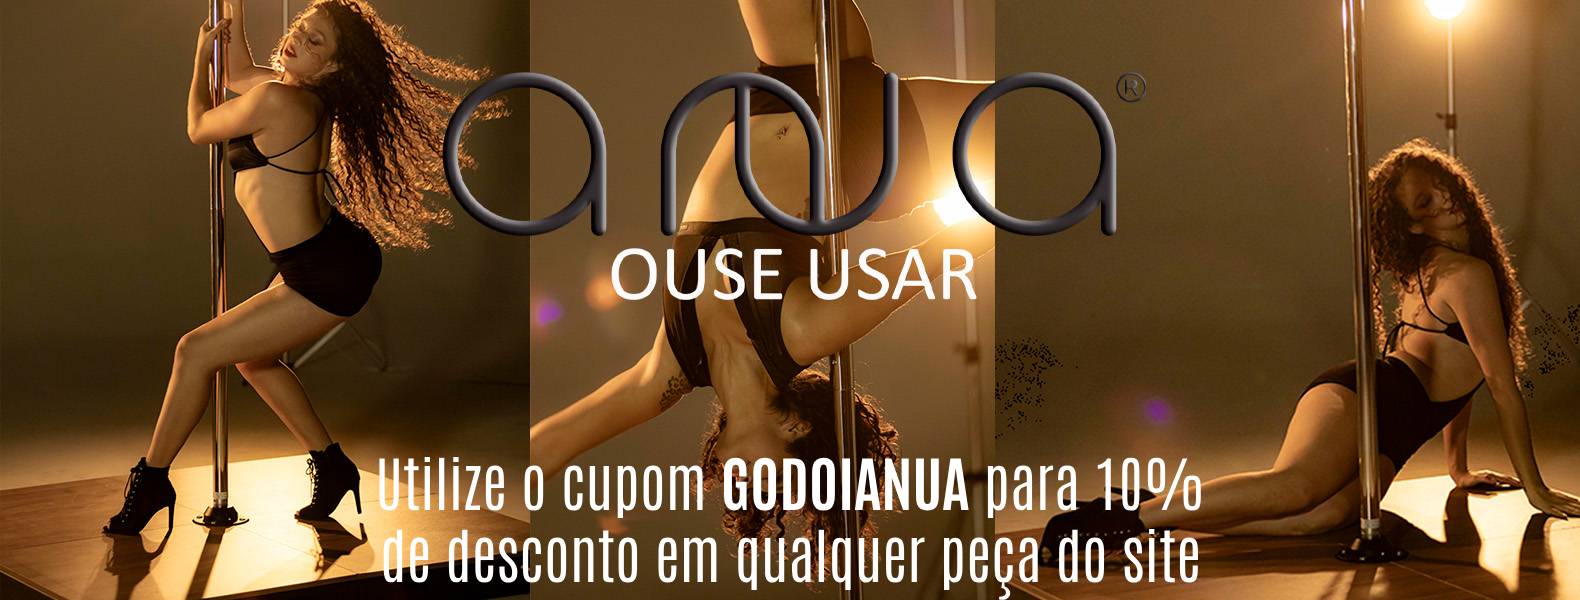 anua®
OUSE USAR
Utilize o cupom GODOIANUA para 10%
de desconto em qualquer peça do site